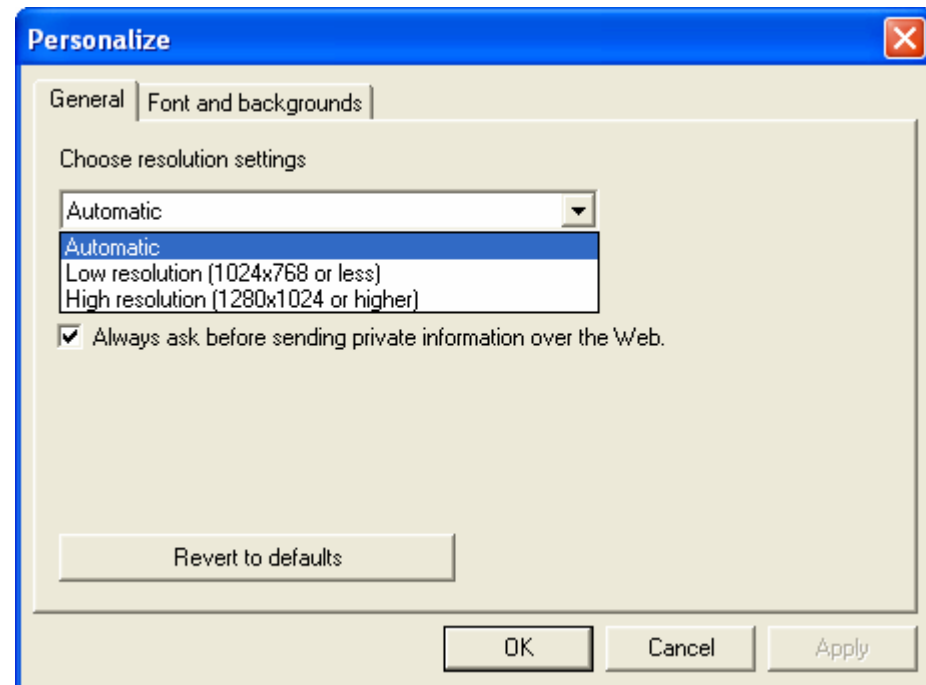 Personalize
General
Font and backgrounds
Choose resolution settings
Automatic
Automatic
Low resolution (1024x768 or less)
High resolution (1280x1024 or higher)
Always ask before sending private information over the Web.
Revert to defaults
OK
Cancel
Apply